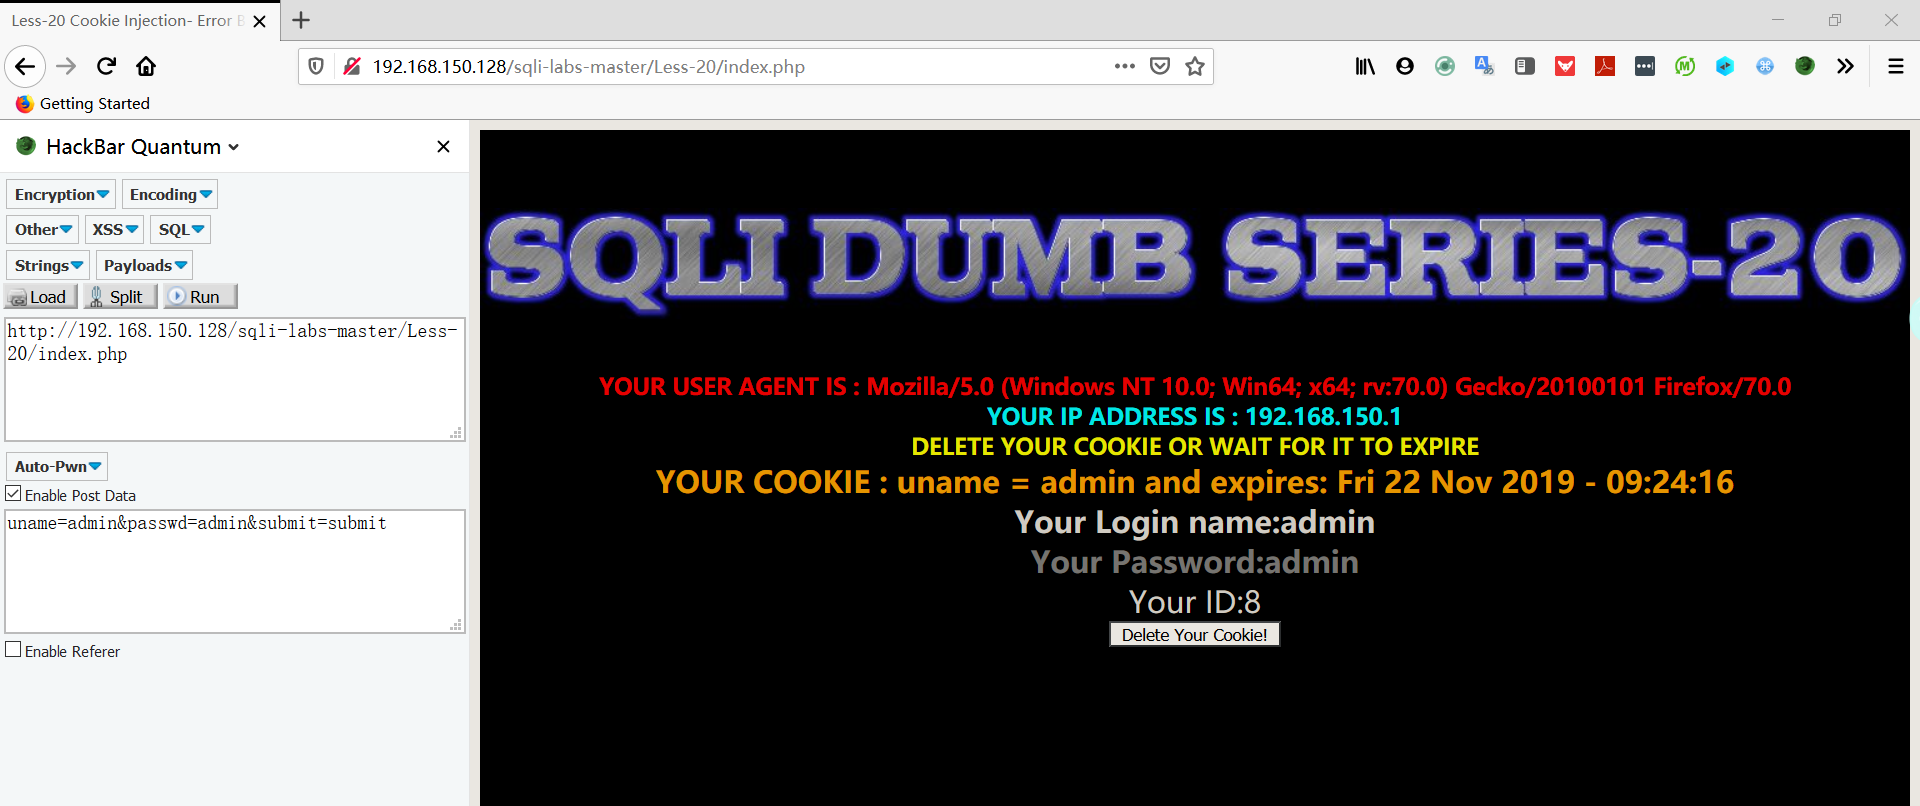 Less-20 Cookie Injection- Error B
192.168.150.128/sqli-labs-master/Less-20/index.php
Getting Started
HackBar Quantum
Encryption Encoding
Other XSS SQL
Strings Payloads
Load Split Run
http://192.168.150.128/sqli-labs-master/Less-
20/index.php
Auto-Pwn
Enable Post Data
uname=admin&passwd=admin&submit=submit
Enable Referer
SQLI DUMB SERIES-20
YOUR USER AGENT IS : Mozilla/5.0 (Windows NT 10.0; Win64; x64; rv:70.0) Gecko/20100101 Firefox/70.0
YOUR IP ADDRESS IS : 192.168.150.1
DELETE YOUR COOKIE OR WAIT FOR IT TO EXPIRE
YOUR COOKIE : uname = admin and expires: Fri 22 Nov 2019 - 09:24:16
Your Login name:admin
Your Password:admin
Your ID:8
Delete Your Cookie!